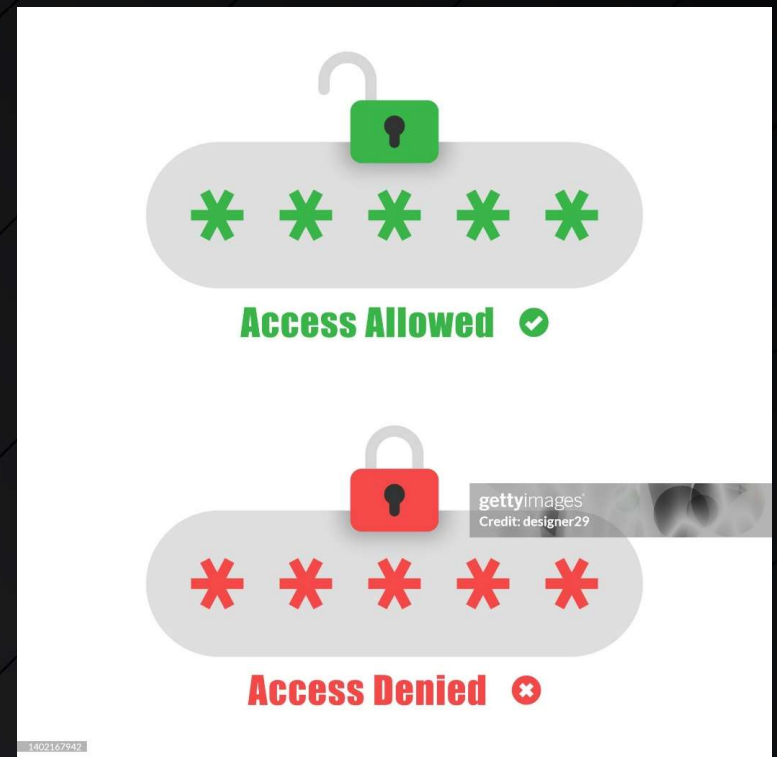 * * * * *
Access Allowed
gettyimages®
Credit: designer29
* * * * *
Access Denied
1402167942